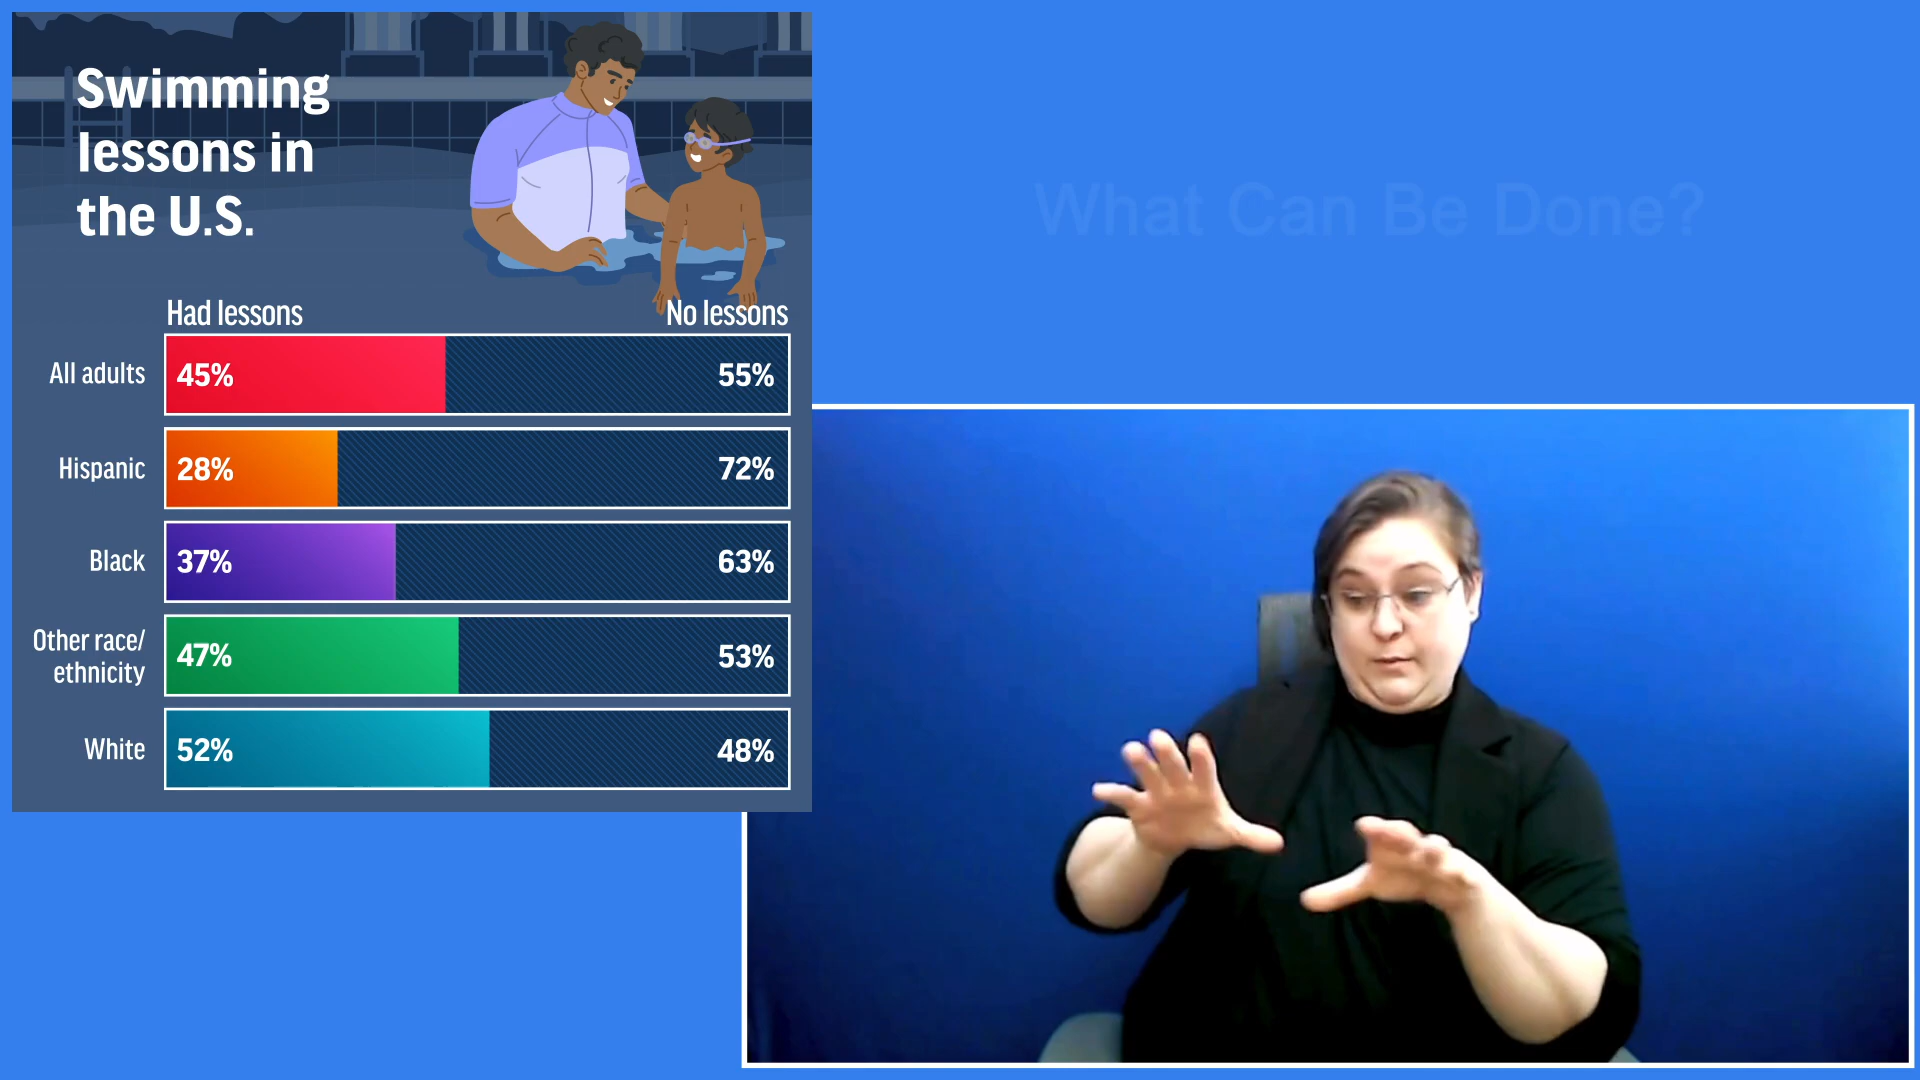 Swimming
lessons in
the U.S.
Had lessons No lessons
All adults 45% 55%
Hispanic 28% 72%
Black 37% 63%
Other race/
ethnicity 47% 53%
White 52% 48%
What Can Be Done?